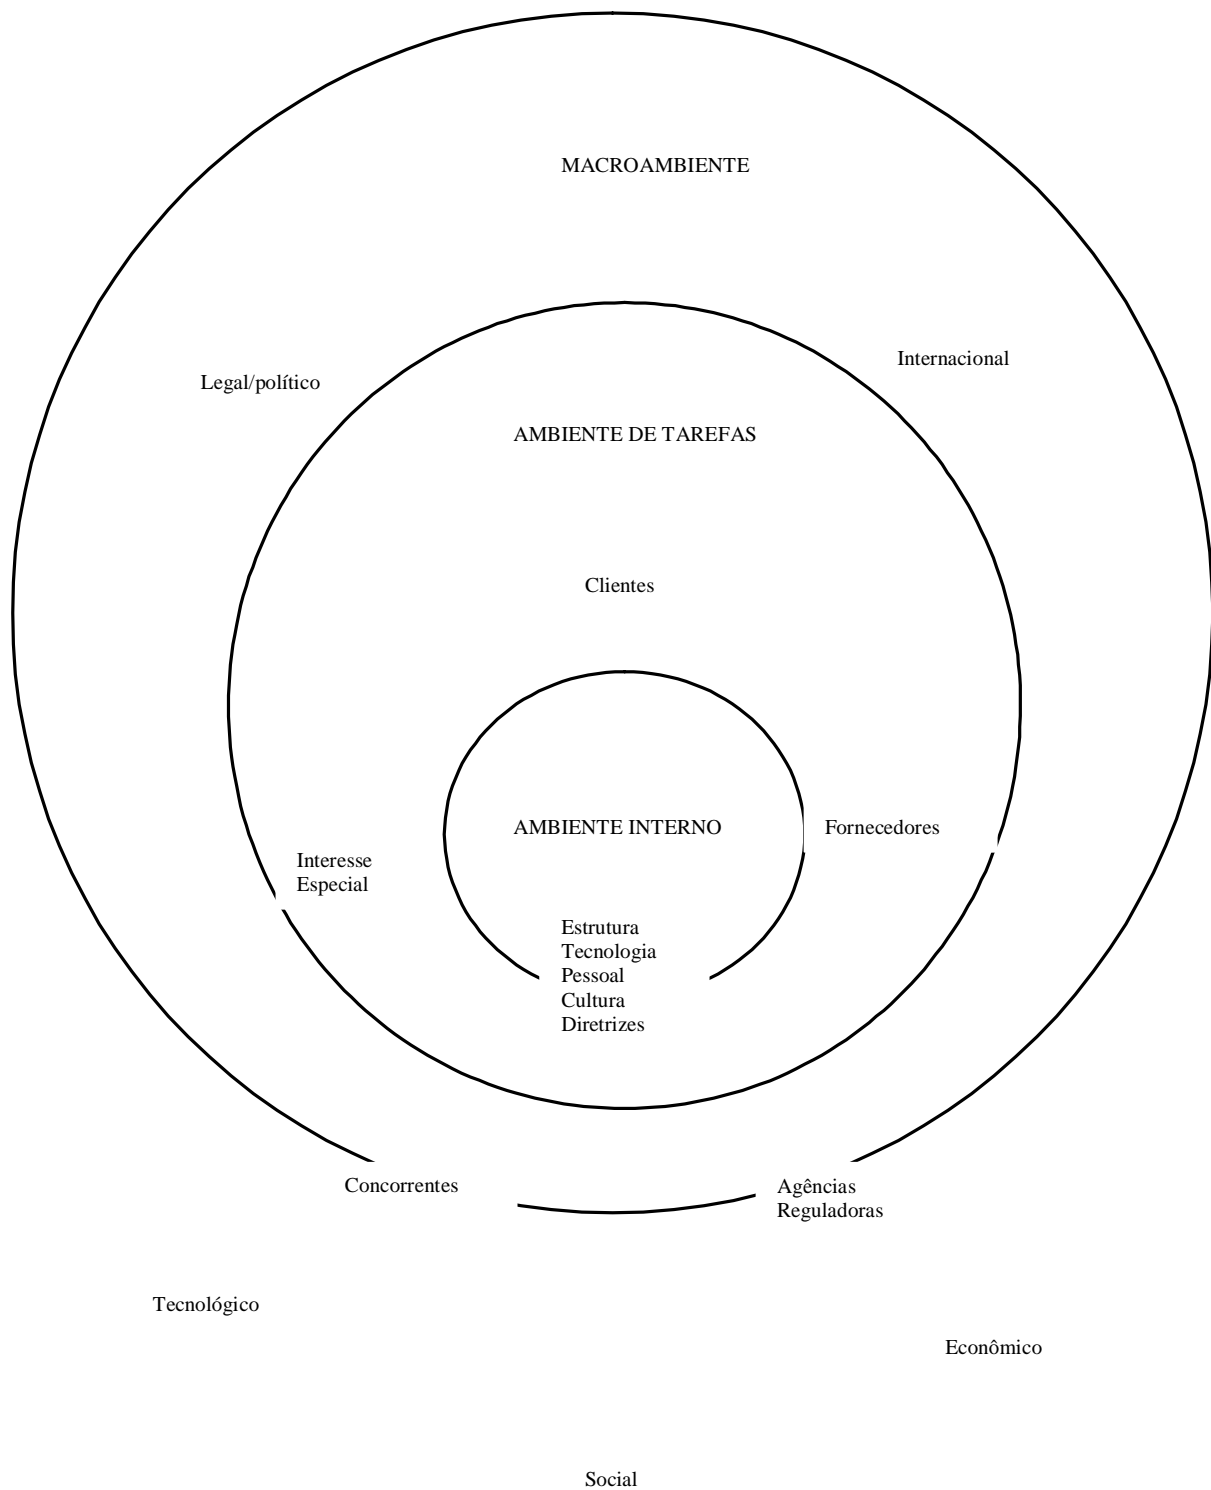 MACROAMBIENTE
Internacional
Legal/político
AMBIENTE DE TAREFAS
Clientes
AMBIENTE INTERNO
Fornecedores
Interesse
Especial
Estrutura
Tecnologia
Pessoal
Cultura
Diretrizes
Concorrentes
Agências
Reguladoras
Tecnológico
Econômico
Social